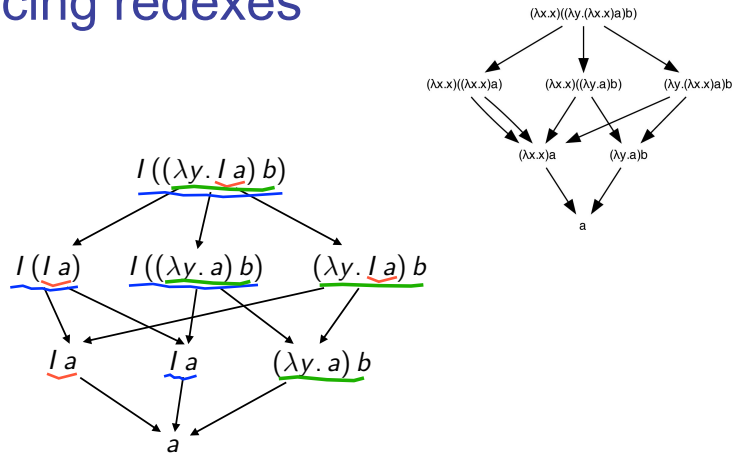 cing redexes
(λx.x)((λy.(λx.x)a)b)
(λx.x)((λx.x)a) (λx.x)((λy.a)b) (λy.(λx.x)a)b
(λx.x)a (λy.a)b
a
I ((λy. I a) b)
I (I a) I ((λy. a) b) (λy. I a) b
I a I a (λy. a) b
a